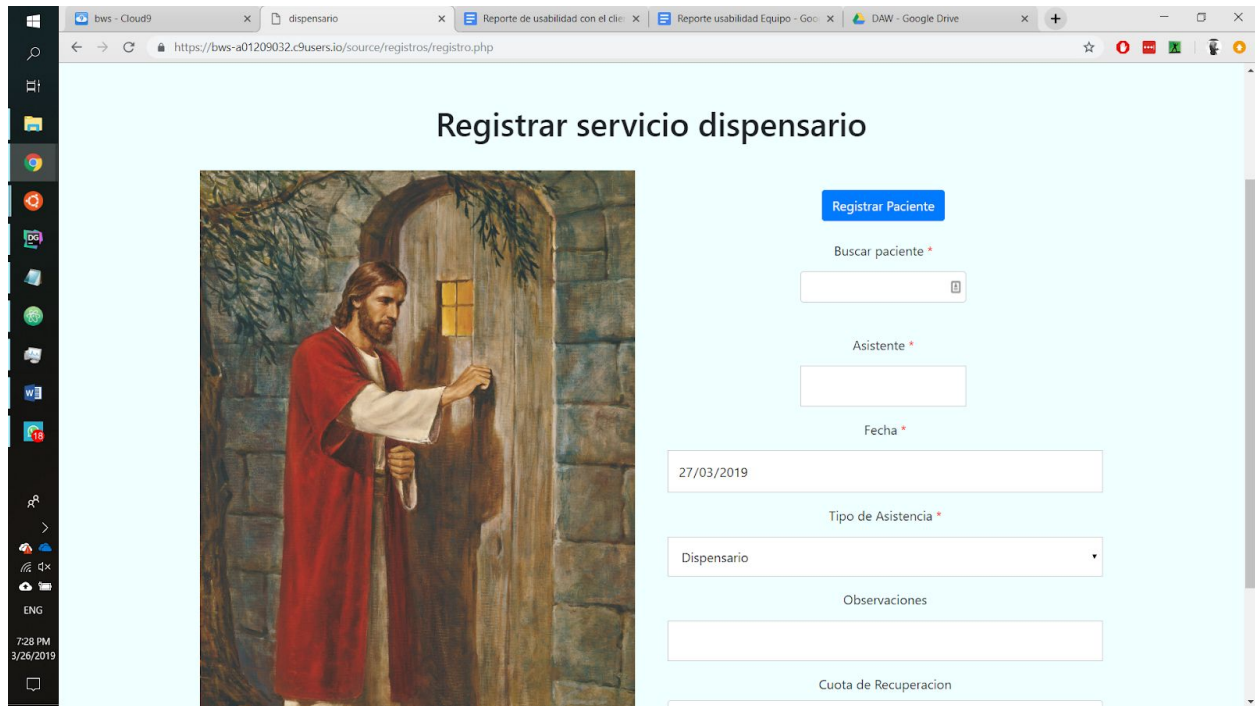 bws - Cloud9
dispensario
Reporte de usabilidad con el clie
Reporte usabilidad Equipo - Goo
DAW - Google Drive
https://bws-a01209032.c9users.io/source/registros/registro.php
Registrar servicio dispensario
Registrar Paciente
Buscar paciente *
Asistente *
Fecha *
27/03/2019
Tipo de Asistencia *
Dispensario
Observaciones
Cuota de Recuperacion
DG
W
18
ENG
7:28 PM
3/26/2019